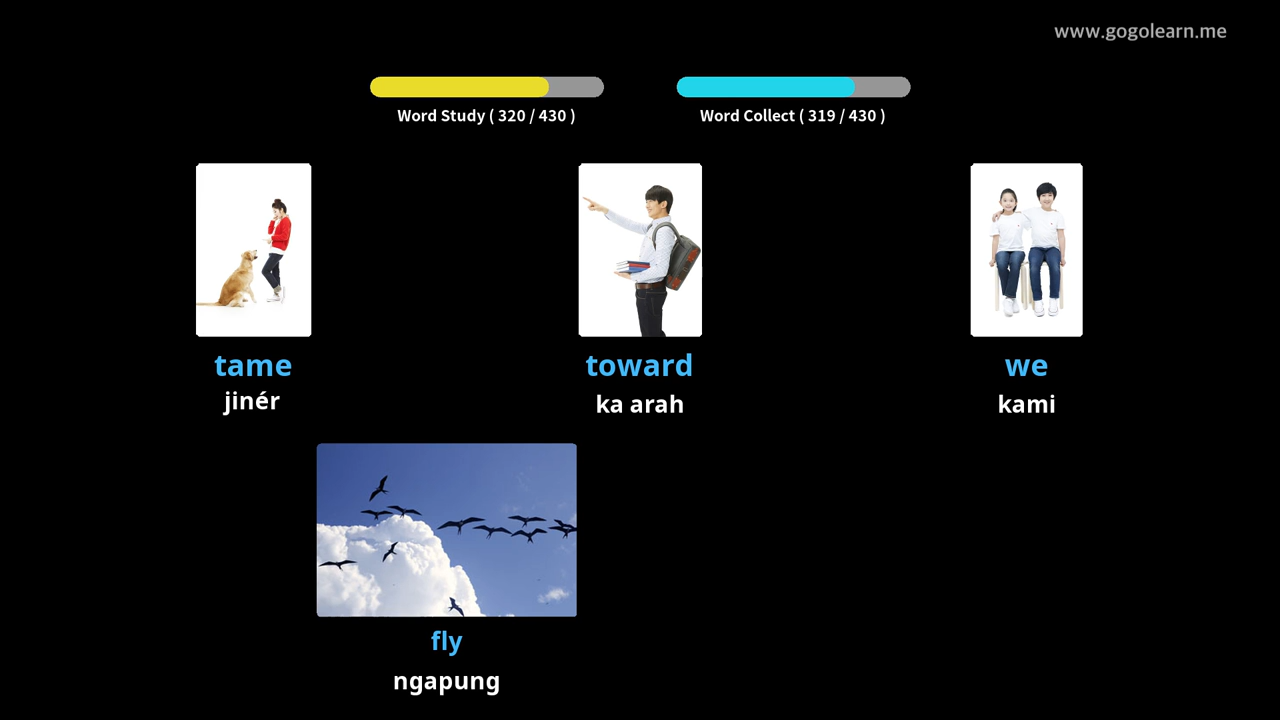 www.gogolearn.me
Word Study ( 320 / 430 )
Word Collect ( 319 / 430 )
tame
jinér
toward
ka arah
we
kami
fly
ngapung